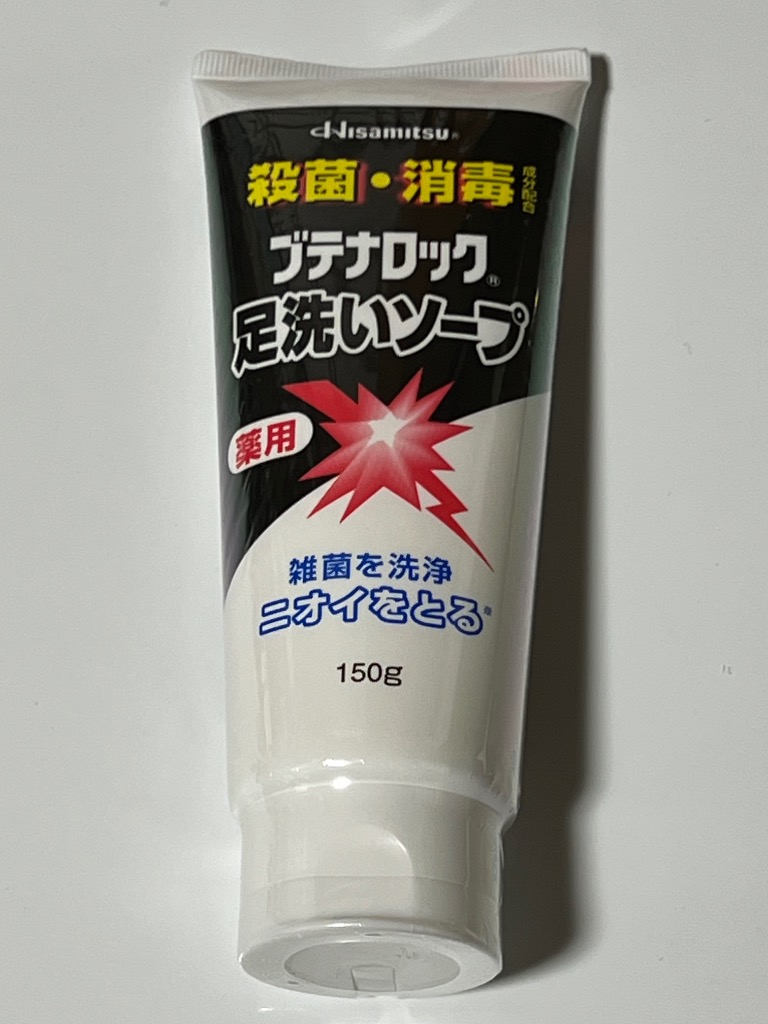 Hisamitsu®
殺菌・消毒 成分配合
ブテナロック®
足洗いソープ
薬用
雑菌を洗浄
ニオイをとる※
150g